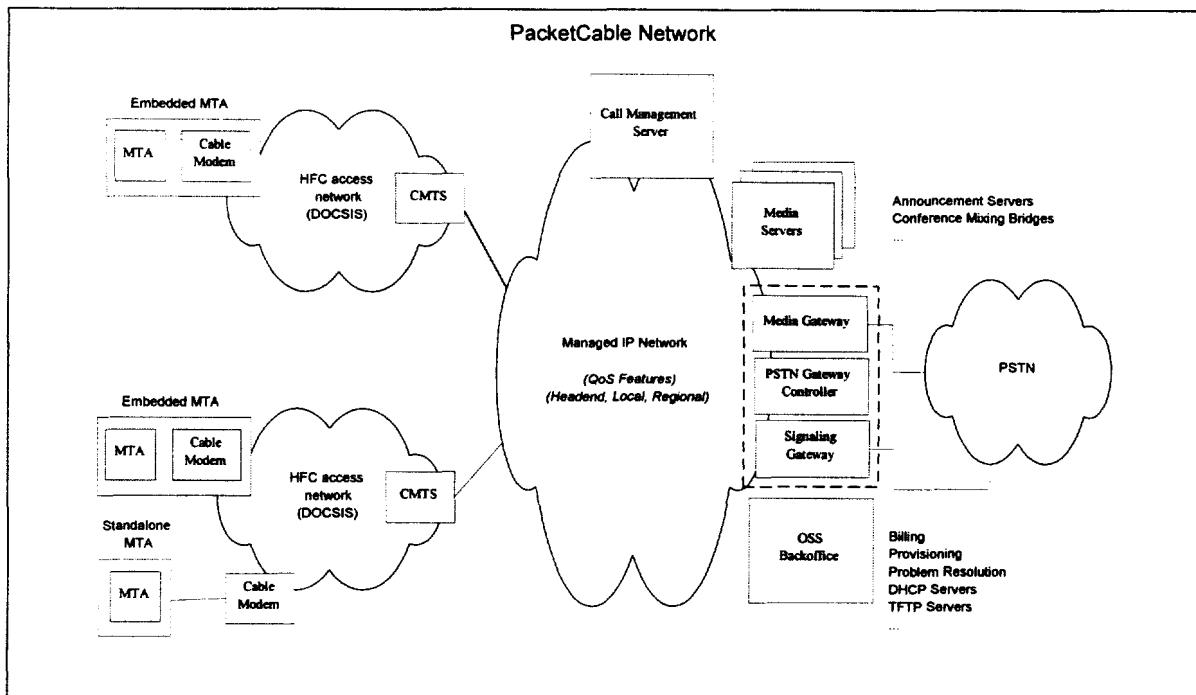 PacketCable Network
Embedded MTA
MTA
Cable
Modem
HFC access
network
(DOCSIS)
CMTS
Call Management
Server
Media
Servers
Announcement Servers
Conference Mixing Bridges
...
Managed IP Network
(QoS Features)
(Headend, Local, Regional)
Media Gateway
PSTN Gateway
Controller
Signaling
Gateway
PSTN
Embedded MTA
MTA
Cable
Modem
HFC access
network
(DOCSIS)
CMTS
Standalone
MTA
MTA
Cable
Modem
OSS
Backoffice
Billing
Provisioning
Problem Resolution
DHCP Servers
TFTP Servers
...